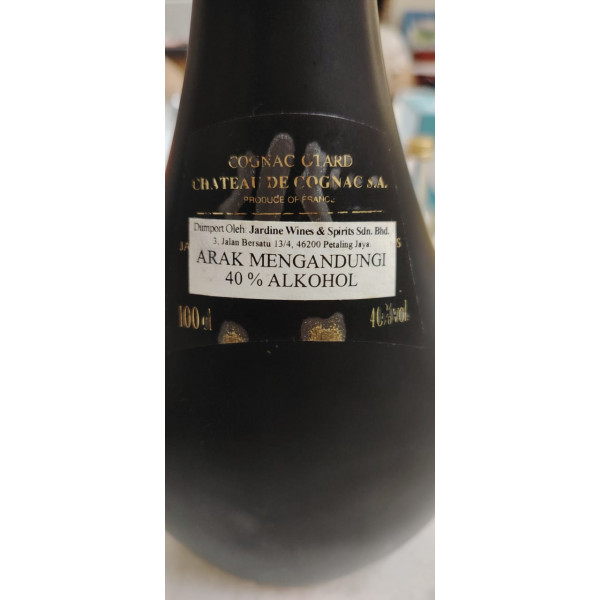 COGNAC OTARD
CHATEAU DE COGNAC S.A.
PRODUCE OF FRANCE
Diimport Oleh: Jardine Wines & Spirits Sdn. Bhd.
3, Jalan Bersatu 13/4, 46200 Petaling Jaya
ARAK MENGANDUNGI
40 % ALKOHOL
100 cl
40%vol